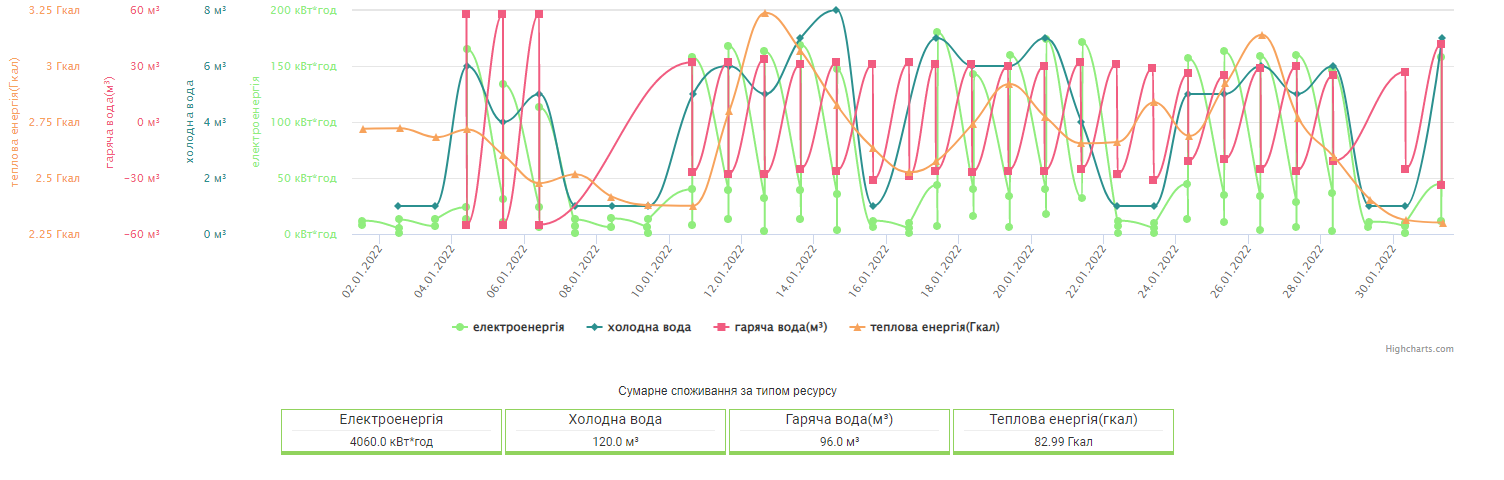 3.25 Гкал 60 м³ 8 м³ 200 кВт*год
3 Гкал 30 м³ 6 м³ 150 кВт*год
2.75 Гкал 0 м³ 4 м³ 100 кВт*год
2.5 Гкал −30 м³ 2 м³ 50 кВт*год
2.25 Гкал −60 м³ 0 м³ 0 кВт*год
теплова енергія(Гкал)
гаряча вода(м³)
холодна вода
електроенергія
02.01.2022 04.01.2022 06.01.2022 08.01.2022 10.01.2022 12.01.2022 14.01.2022 16.01.2022 18.01.2022 20.01.2022 22.01.2022 24.01.2022 26.01.2022 28.01.2022 30.01.2022
електроенергія холодна вода гаряча вода(м³) теплова енергія(Гкал)
Highcharts.com
Сумарне споживання за типом ресурсу
Електроенергія Холодна вода Гаряча вода(м³) Теплова енергія(гкал)
4060.0 кВт*год 120.0 м³ 96.0 м³ 82.99 Гкал